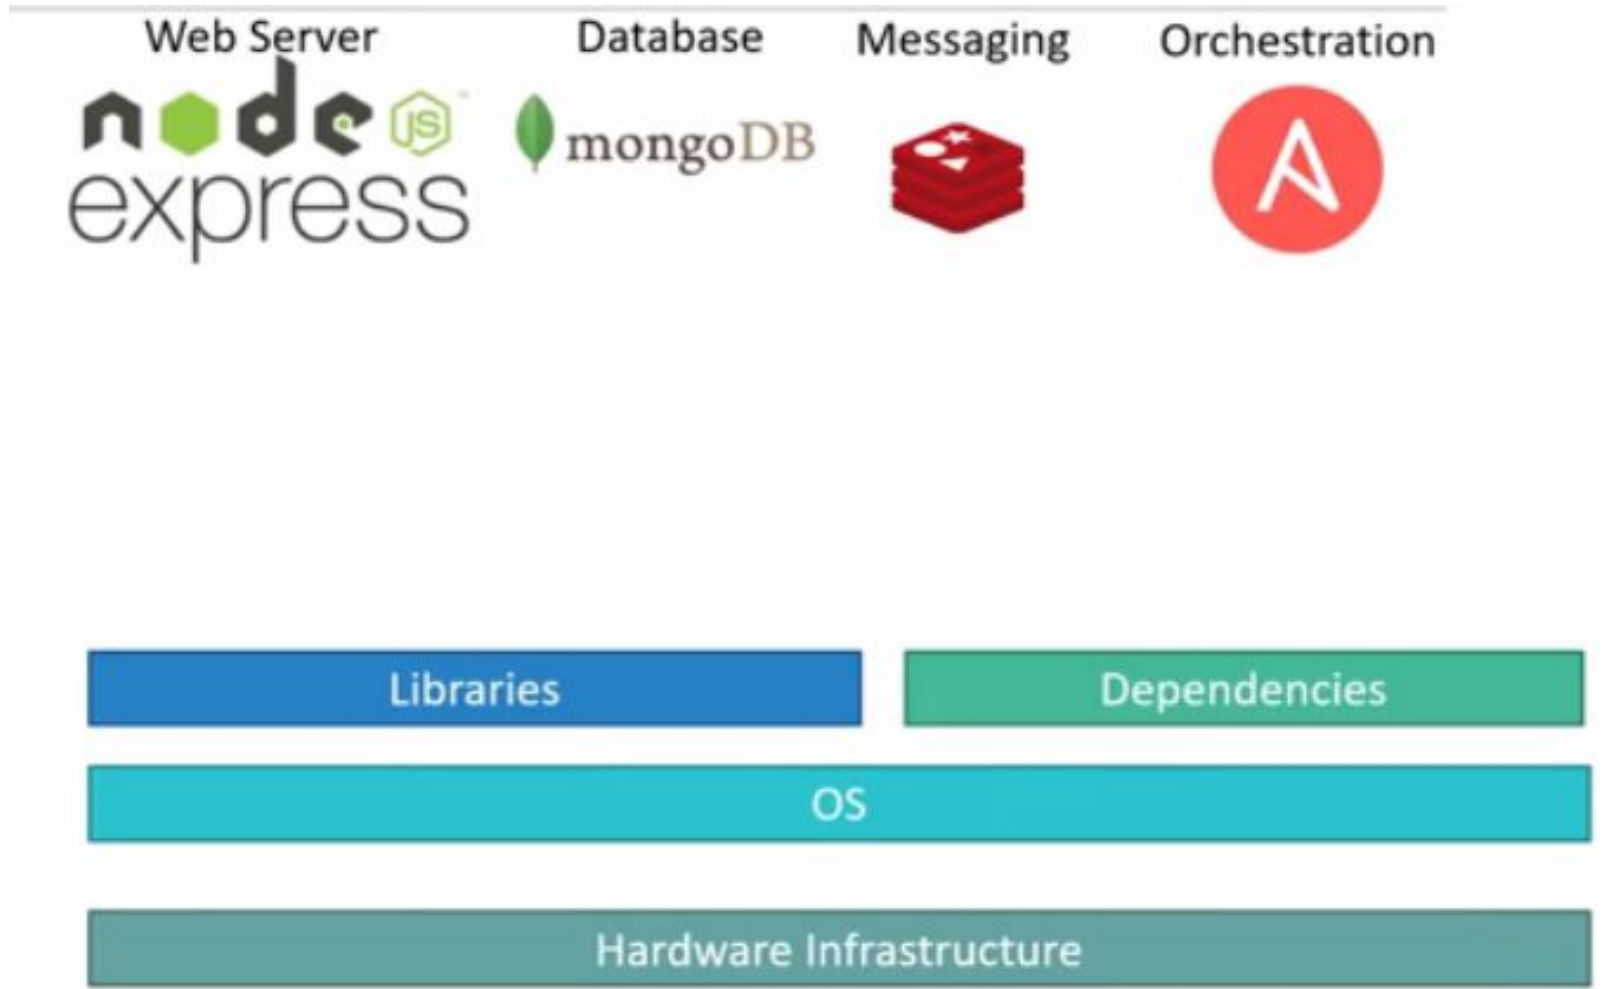 Web Server
Database
Messaging
Orchestration
node JS
express
mongoDB
A
Libraries
Dependencies
OS
Hardware Infrastructure